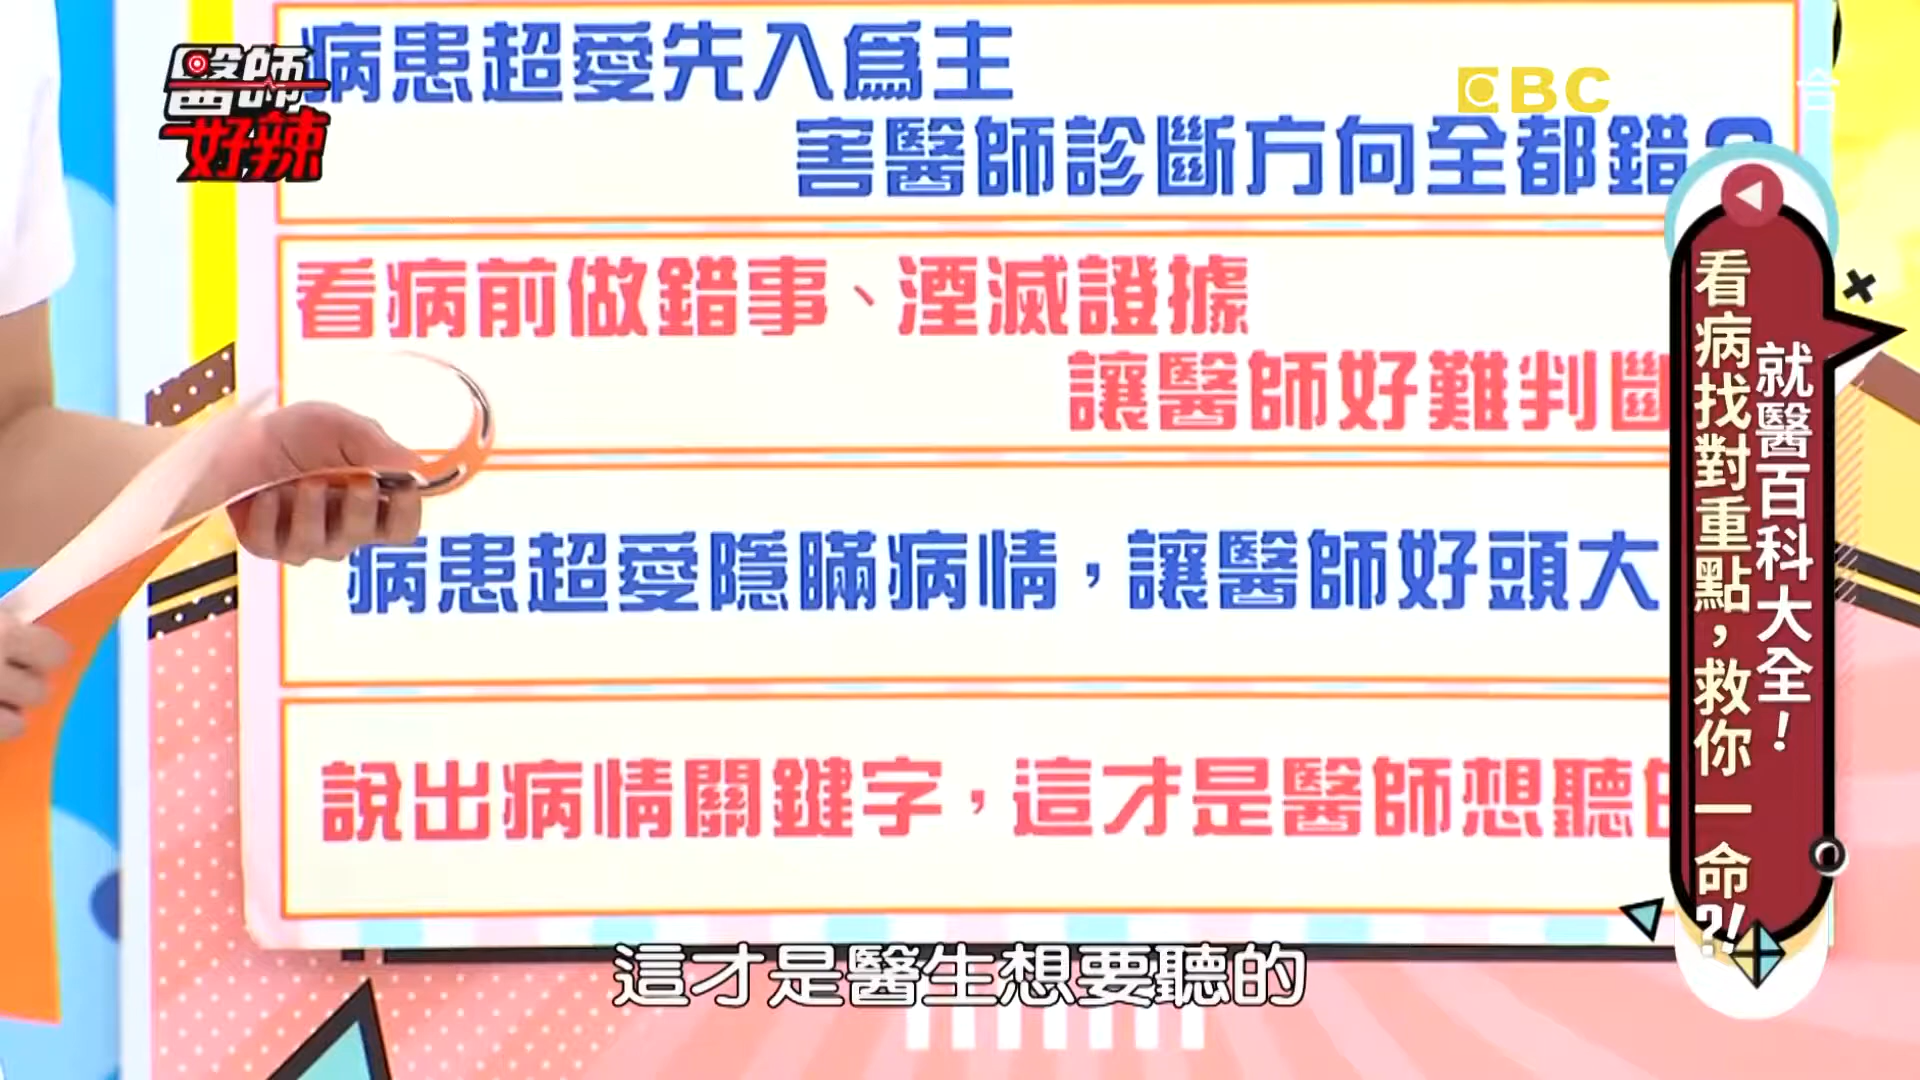 醫師
好辣
EBC
台
病患超愛先入為主
害醫師診斷方向全都錯？
看病前做錯事、湮滅證據
讓醫師好難判斷
病患超愛隱瞞病情，讓醫師好頭大
說出病情關鍵字，這才是醫師想聽的
就醫百科大全！
看病找對重點，救你一命?!
這才是醫生想要聽的